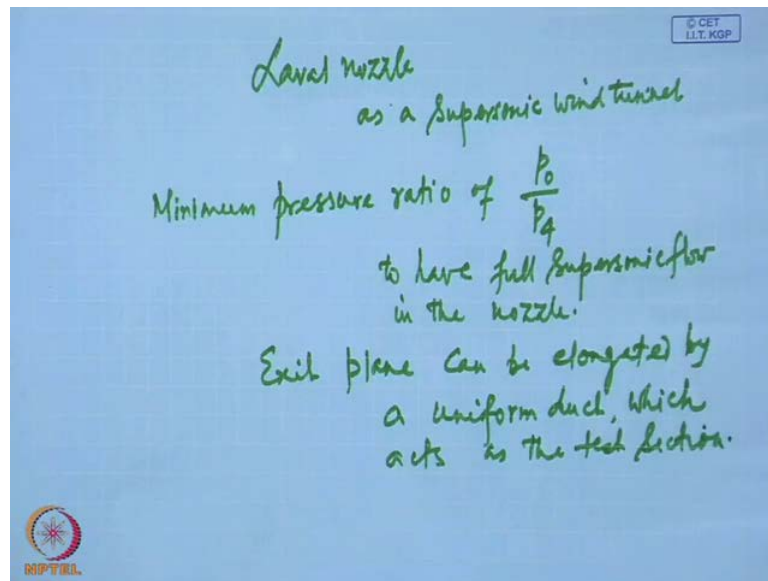 © CET
I.I.T. KGP
Laval nozzle
as a supersonic wind tunnel
Minimum pressure ratio of p₀/p₄
to have full supersonic flow
in the nozzle.
Exit plane can be elongated by
a uniform duct, which
acts as the test section.
NPTEL